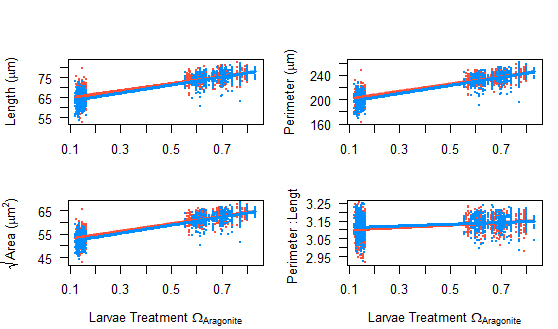 Length (μm)
75
65
55
0.1 0.3 0.5 0.7
Perimeter (μm)
240
200
160
0.1 0.3 0.5 0.7
√Area (μm²)
65
55
45
0.1 0.3 0.5 0.7
Larvae Treatment ΩAragonite
Perimeter :Lengt
3.25
3.15
3.05
2.95
0.1 0.3 0.5 0.7
Larvae Treatment ΩAragonite